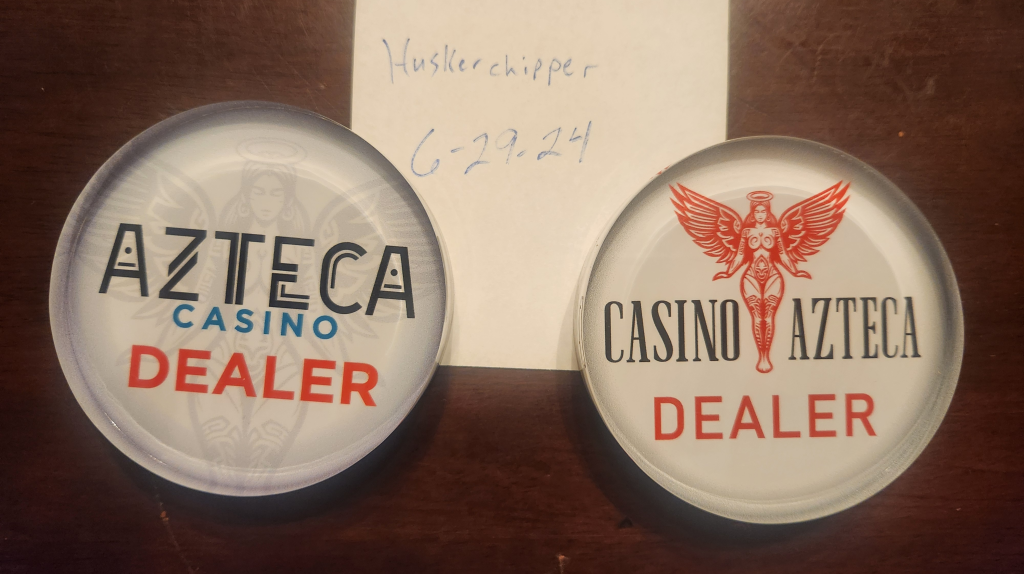 Huskerchipper
6-29-24
AZTECA
CASINO
DEALER
CASINO AZTECA
DEALER